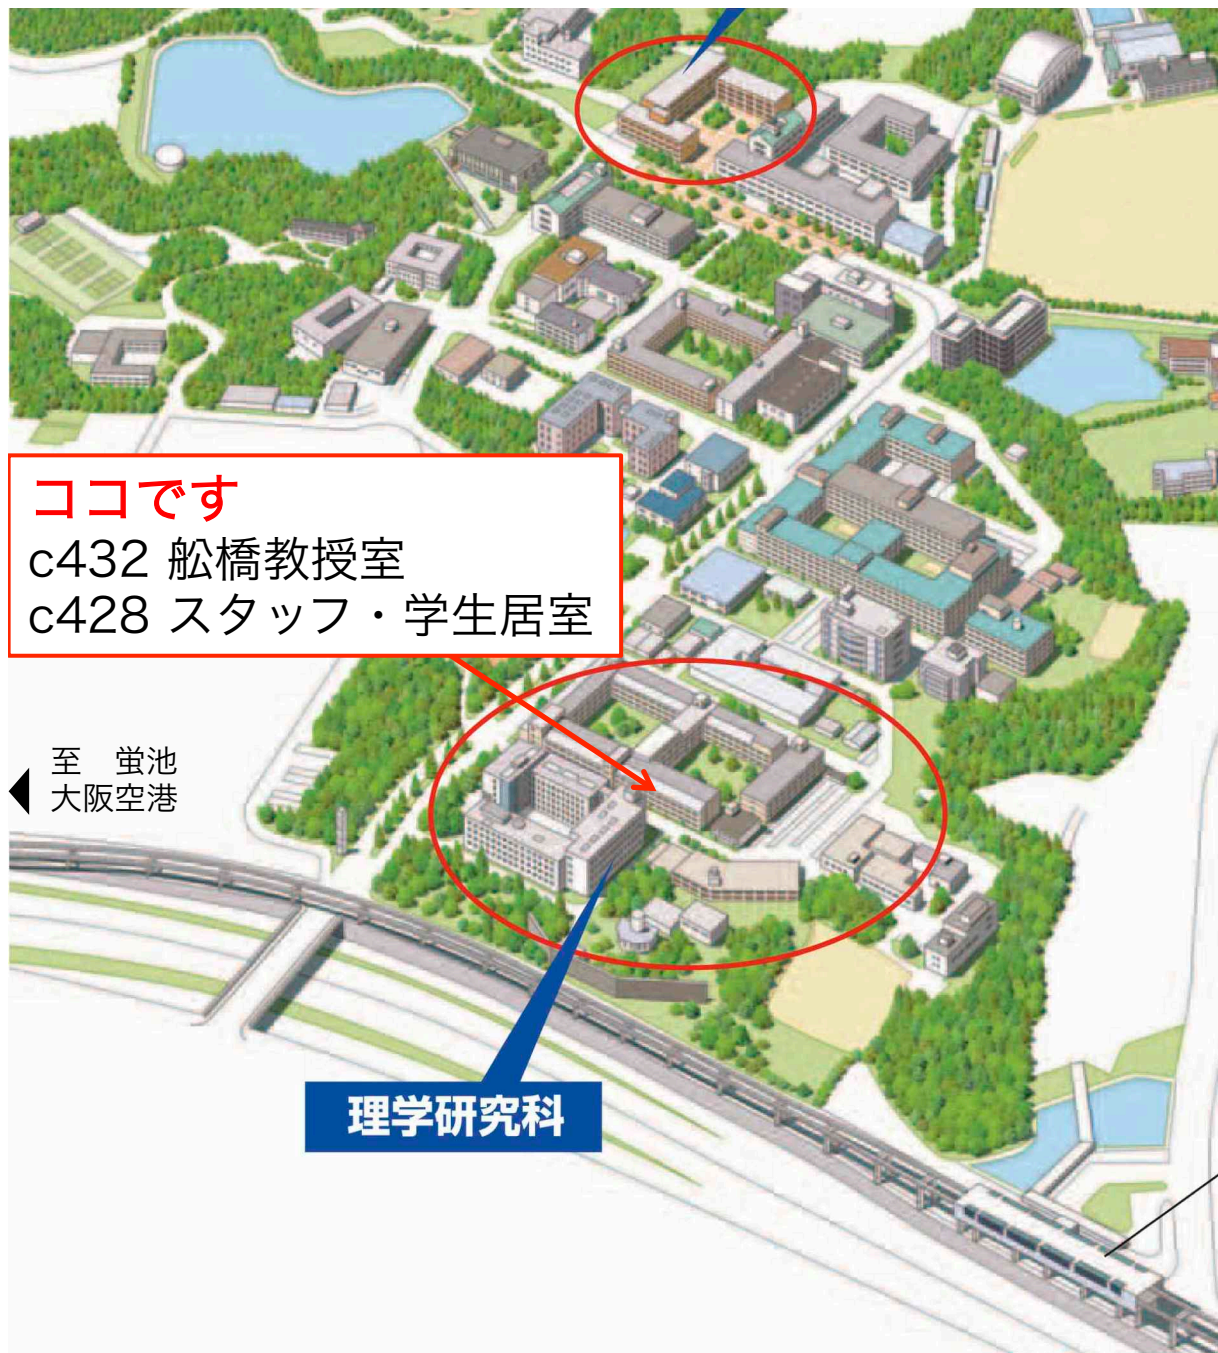 ココです
c432 舩橋教授室
c428 スタッフ・学生居室
至　蛍池
大阪空港
理学研究科